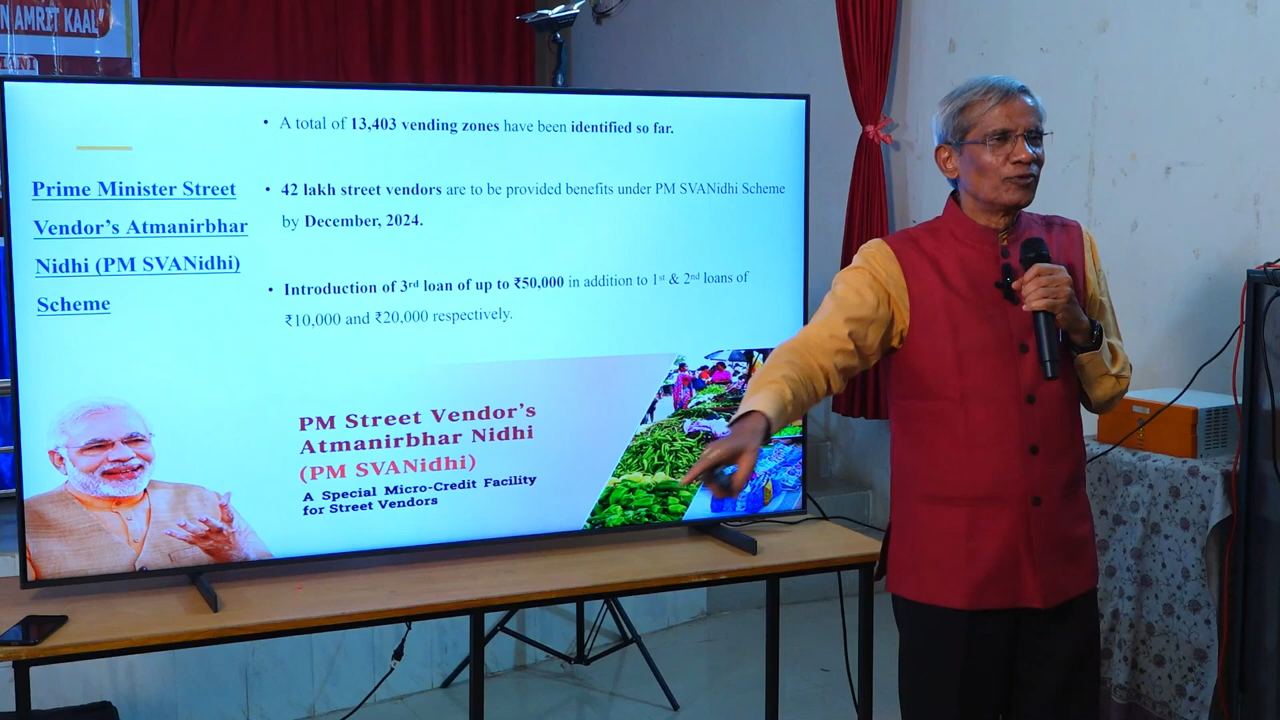 N AMRIT KAAL"
MANI
Prime Minister Street
Vendor's Atmanirbhar
Nidhi (PM SVANidhi)
Scheme
• A total of 13,403 vending zones have been identified so far.
• 42 lakh street vendors are to be provided benefits under PM SVANidhi Scheme
by December, 2024.
• Introduction of 3rd loan of up to ₹50,000 in addition to 1st & 2nd loans of
₹10,000 and ₹20,000 respectively.
PM Street Vendor's
Atmanirbhar Nidhi
(PM SVANidhi)
A Special Micro-Credit Facility
for Street Vendors